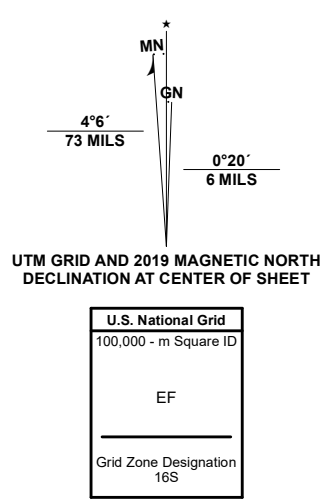 ★
MN
GN
4°6´
73 MILS
0°20´
6 MILS
UTM GRID AND 2019 MAGNETIC NORTH
DECLINATION AT CENTER OF SHEET
U.S. National Grid
100,000 - m Square ID
EF
Grid Zone Designation
16S